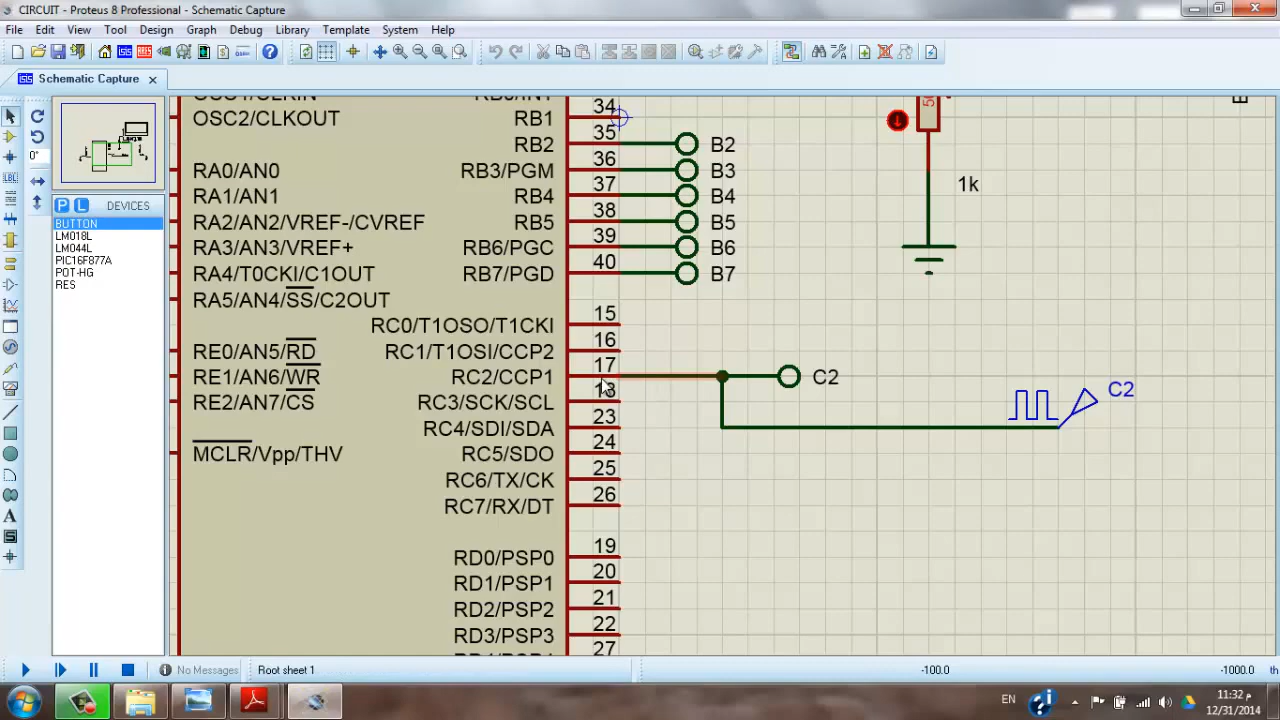 CIRCUIT - Proteus 8 Professional - Schematic Capture
File Edit View Tool Design Graph Debug Library Template System Help
Schematic Capture
0°
P L DEVICES
BUTTON
LM018L
LM044L
PIC16F877A
POT-HG
RES
OSC2/CLKOUT
RA0/AN0
RA1/AN1
RA2/AN2/VREF-/CVREF
RA3/AN3/VREF+
RA4/T0CKI/C1OUT
RA5/AN4/SS/C2OUT
RE0/AN5/RD
RE1/AN6/WR
RE2/AN7/CS
MCLR/Vpp/THV
34
RB1
35
RB2 B2
36
RB3/PGM B3
37
RB4 B4
38
RB5 B5
39
RB6/PGC B6
40
RB7/PGD B7
15
RC0/T1OSO/T1CKI
16
RC1/T1OSI/CCP2
17
RC2/CCP1 C2
18
RC3/SCK/SCL
23
RC4/SDI/SDA
24
RC5/SDO
25
RC6/TX/CK
26
RC7/RX/DT
19
RD0/PSP0
20
RD1/PSP1
21
RD2/PSP2
22
RD3/PSP3
27
1k
C2
No Messages Root sheet 1 -100.0 -1000.0 th
EN
11:32 م
12/31/2014